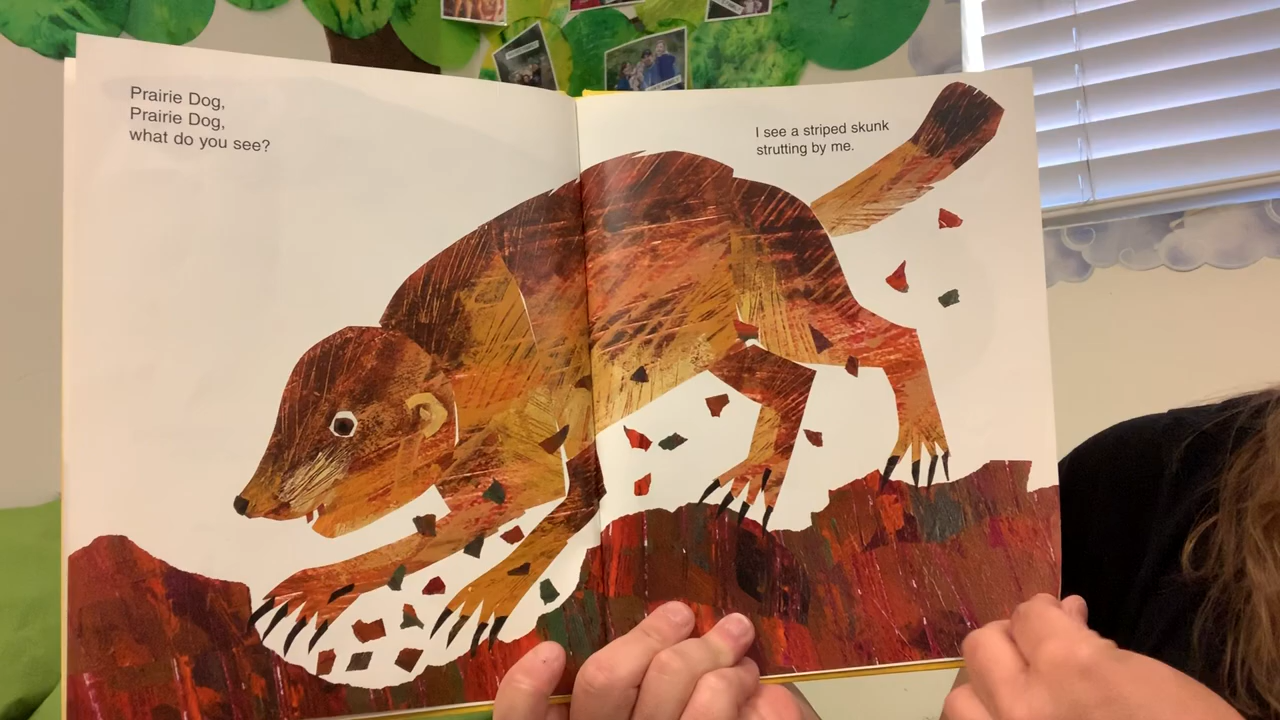 Prairie Dog,
Prairie Dog,
what do you see?
I see a striped skunk
strutting by me.